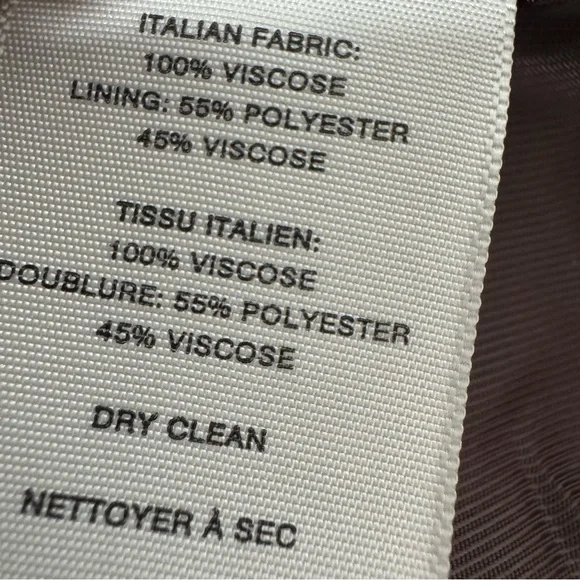 ITALIAN FABRIC:
100% VISCOSE
LINING: 55% POLYESTER
45% VISCOSE
TISSU ITALIEN:
100% VISCOSE
DOUBLURE: 55% POLYESTER
45% VISCOSE
DRY CLEAN
NETTOYER À SEC